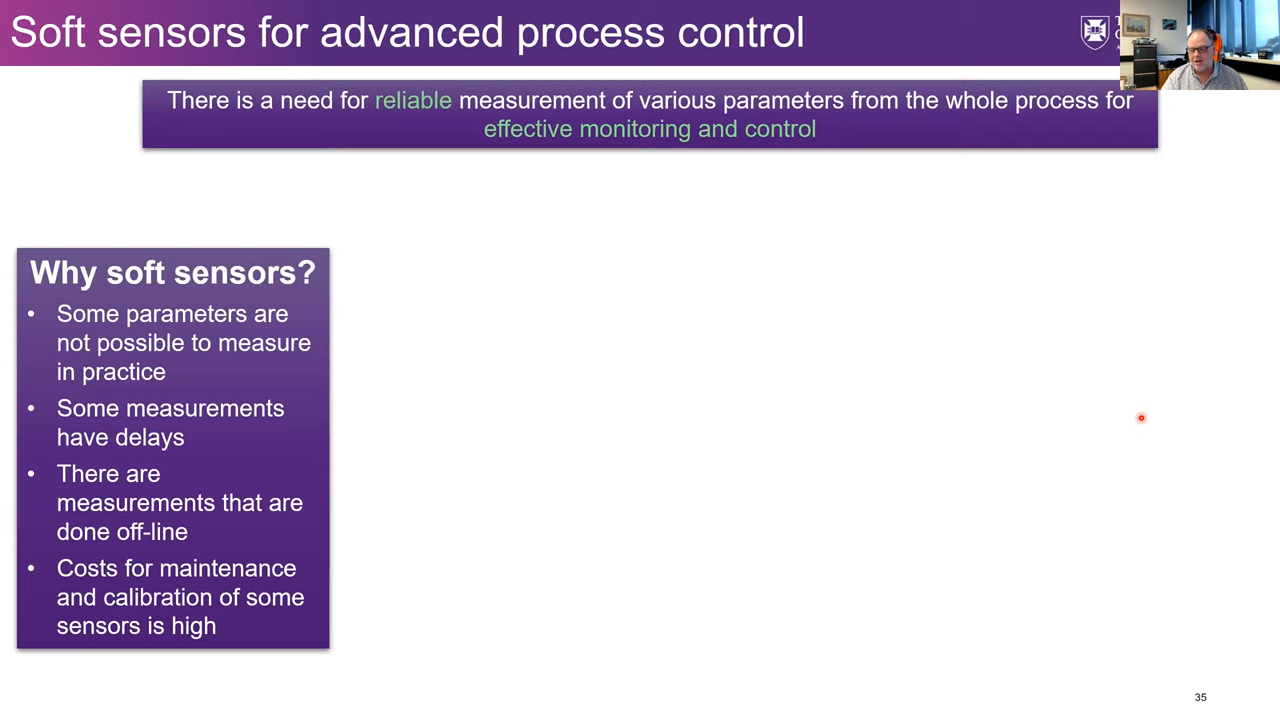 Soft sensors for advanced process control
There is a need for reliable measurement of various parameters from the whole process for
effective monitoring and control
Why soft sensors?
• Some parameters are
not possible to measure
in practice
• Some measurements
have delays
• There are
measurements that are
done off-line
• Costs for maintenance
and calibration of some
sensors is high
35